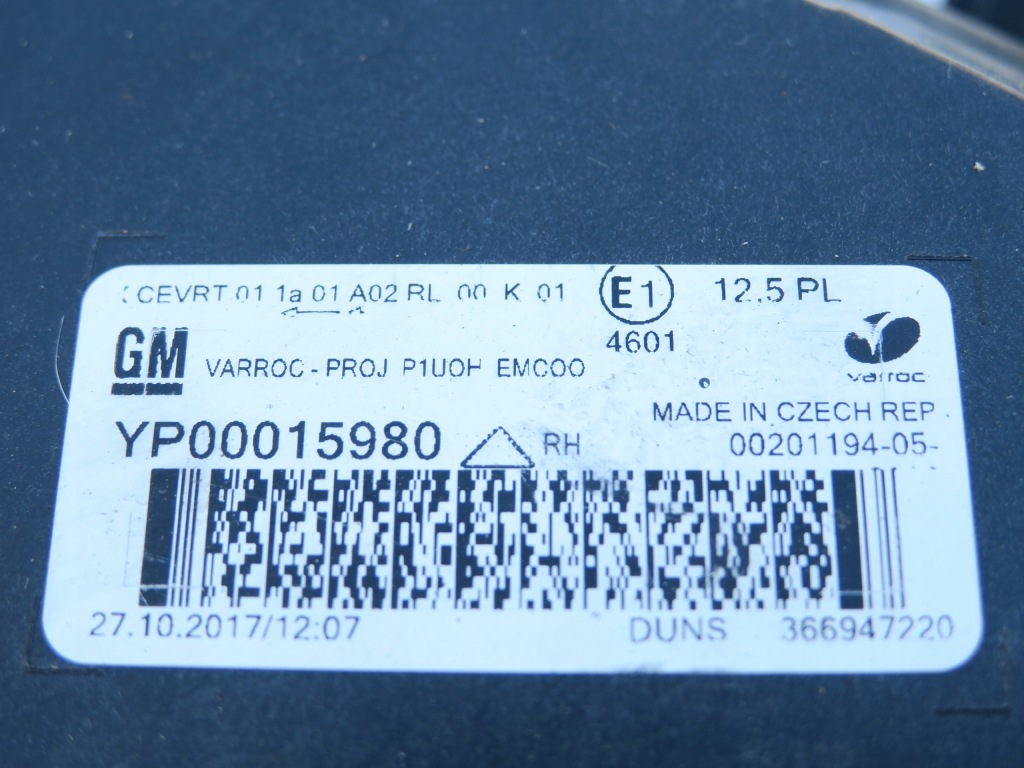 CEVRT 01 1a 01 A02 RL 00 K 01 E1 12,5 PL
4601
GM
VARROC - PROJ P1UOH EMCOO
varroc
MADE IN CZECH REP.
YP00015980 RH 00201194-05-
27.10.2017/12:07 DUNS 366947220